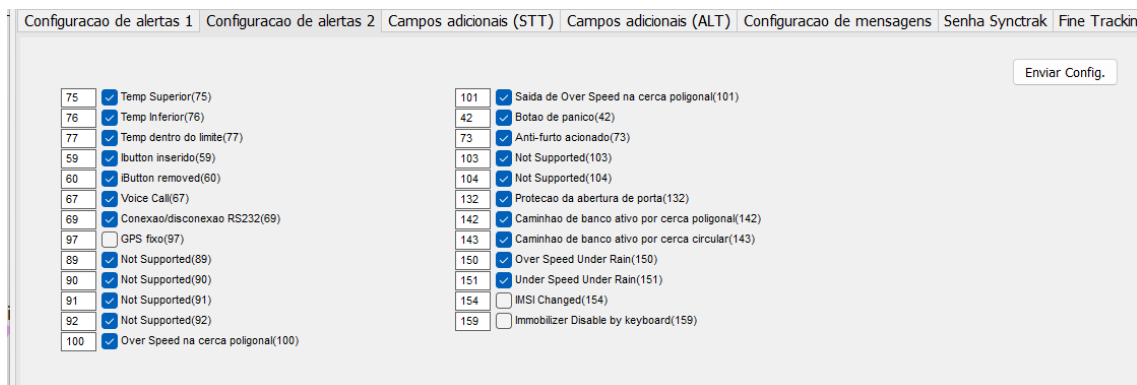 Configuracao de alertas 1 Configuracao de alertas 2 Campos adicionais (STT) Campos adicionais (ALT) Configuracao de mensagens Senha Synctrak Fine Trackin
Enviar Config.
75 Temp Superior(75)
76 Temp Inferior(76)
77 Temp dentro do limite(77)
59 Ibutton inserido(59)
60 iButton removed(60)
67 Voice Call(67)
69 Conexao/disconexao RS232(69)
97 GPS fixo(97)
89 Not Supported(89)
90 Not Supported(90)
91 Not Supported(91)
92 Not Supported(92)
100 Over Speed na cerca poligonal(100)
101 Saida de Over Speed na cerca poligonal(101)
42 Botao de panico(42)
73 Anti-furto acionado(73)
103 Not Supported(103)
104 Not Supported(104)
132 Protecao da abertura de porta(132)
142 Caminhao de banco ativo por cerca poligonal(142)
143 Caminhao de banco ativo por cerca circular(143)
150 Over Speed Under Rain(150)
151 Under Speed Under Rain(151)
154 IMSI Changed(154)
159 Immobilizer Disable by keyboard(159)